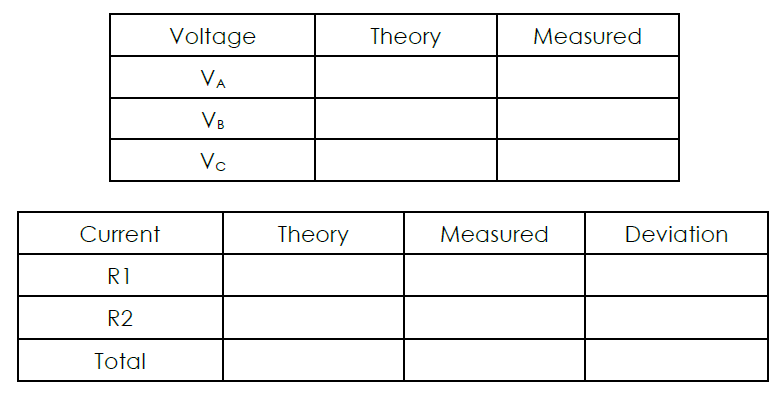 Voltage Theory Measured
VA
VB
VC
Current Theory Measured Deviation
R1
R2
Total